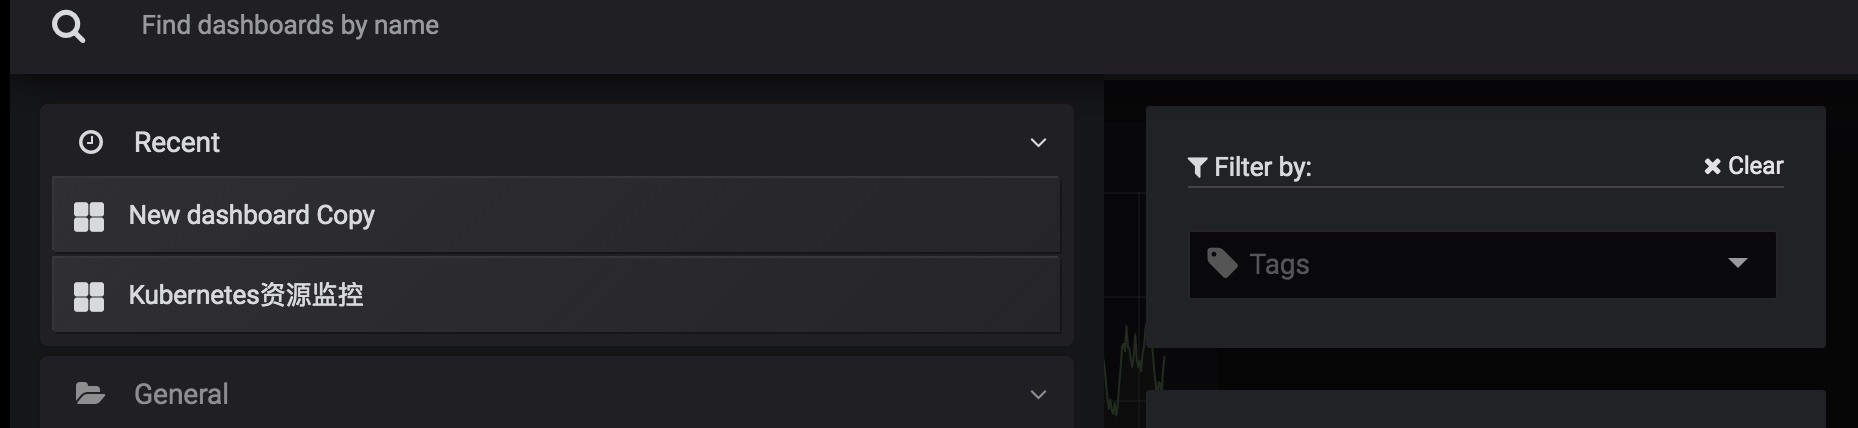 Find dashboards by name
Recent
New dashboard Copy
Kubernetes资源监控
General
Filter by:
Clear
Tags